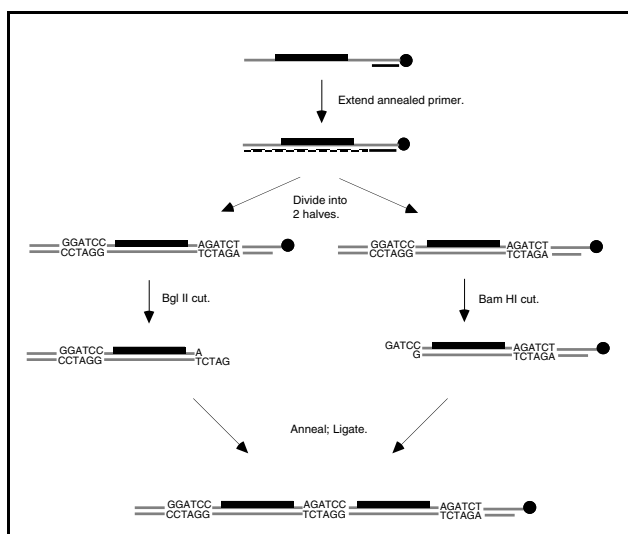 Extend annealed primer.
Divide into
2 halves.
GGATCC AGATCT
CCTAGG TCTAGA
GGATCC AGATCT
CCTAGG TCTAGA
Bgl II cut.
Bam HI cut.
GGATCC A
CCTAGG TCTAG
GATCC AGATCT
G TCTAGA
Anneal; Ligate.
GGATCC AGATCC AGATCT
CCTAGG TCTAGG TCTAGA